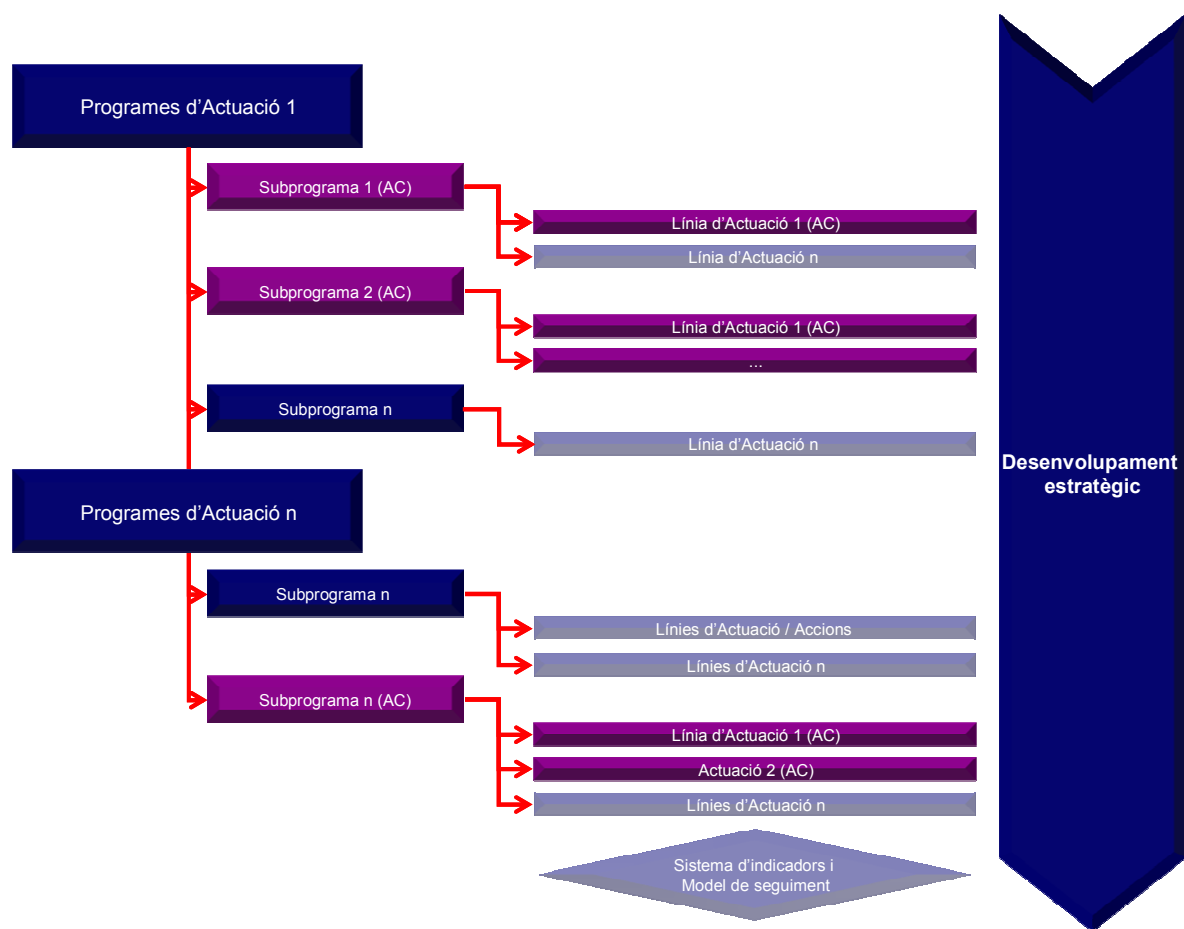 Programes d’Actuació 1
Subprograma 1 (AC)
Línia d’Actuació 1 (AC)
Línia d’Actuació n
Subprograma 2 (AC)
Línia d’Actuació 1 (AC)
...
Subprograma n
Línia d’Actuació n
Programes d’Actuació n
Subprograma n
Línies d’Actuació / Accions
Línies d’Actuació n
Subprograma n (AC)
Línia d’Actuació 1 (AC)
Actuació 2 (AC)
Línies d’Actuació n
Sistema d’indicadors i
Model de seguiment
Desenvolupament
estratègic